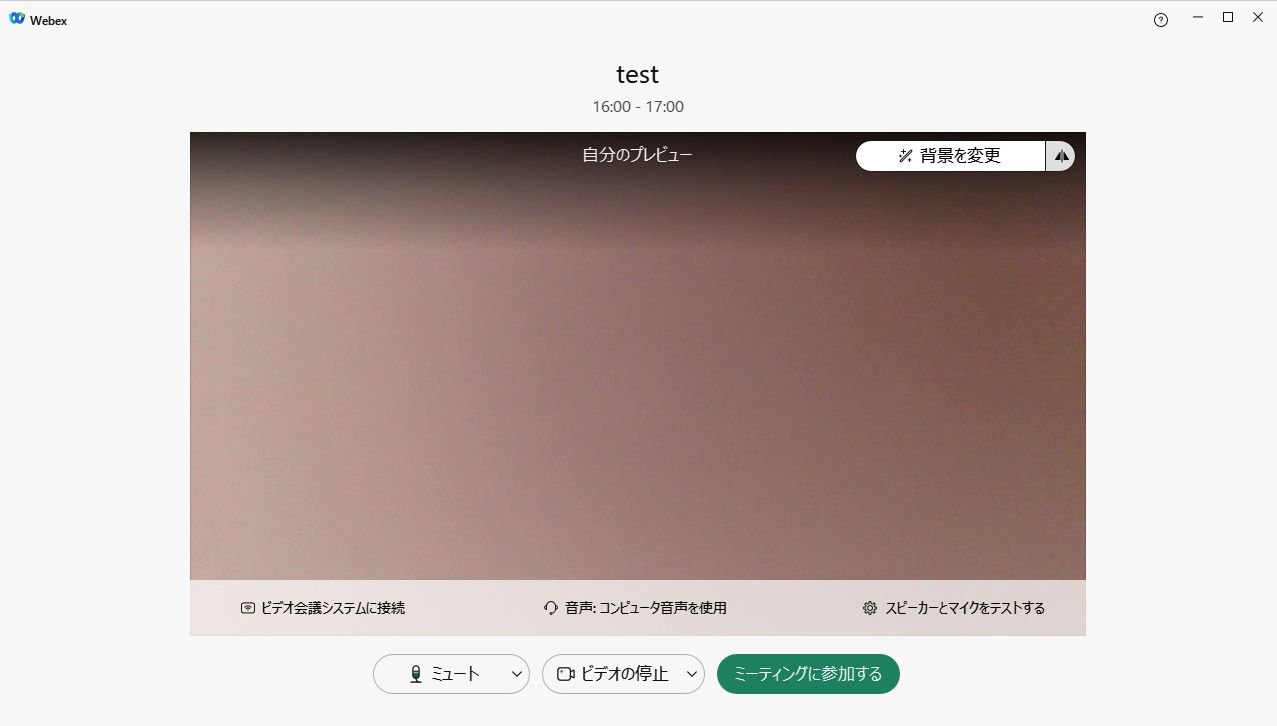 Webex
test
16:00 - 17:00
自分のプレビュー
背景を変更
ビデオ会議システムに接続
音声: コンピュータ音声を使用
スピーカーとマイクをテストする
ミュート
ビデオの停止
ミーティングに参加する